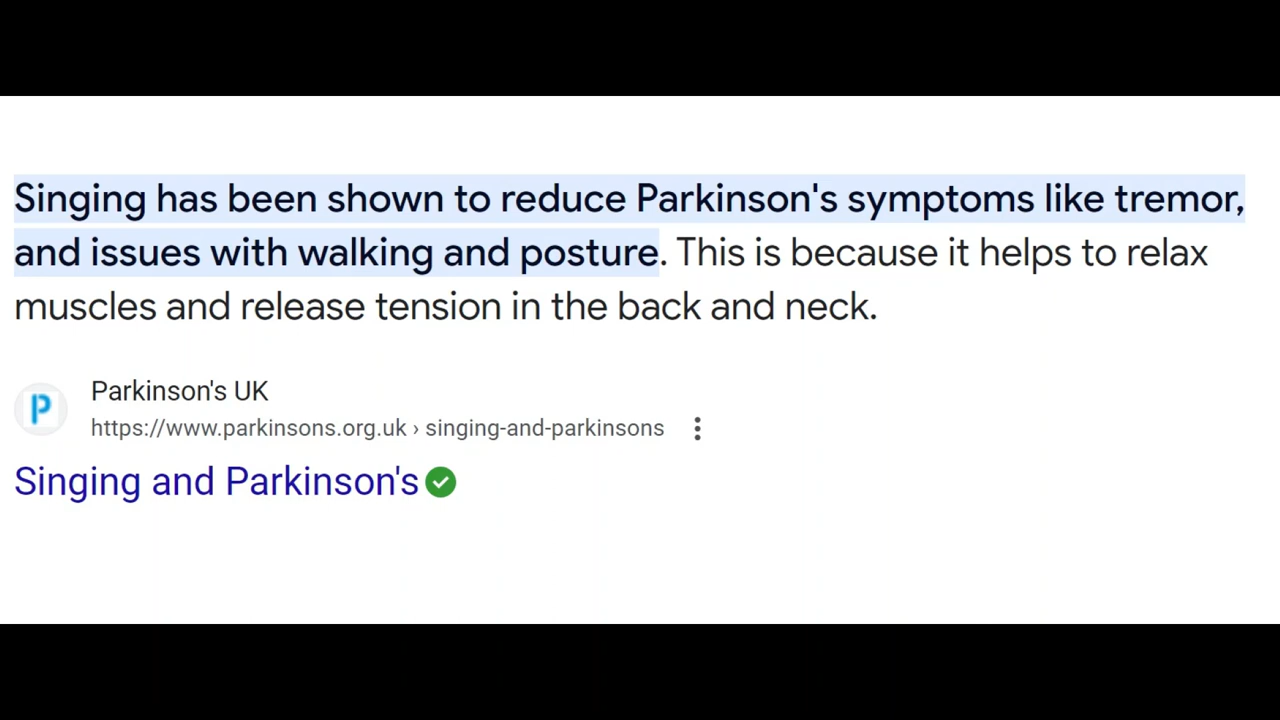 Singing has been shown to reduce Parkinson's symptoms like tremor,
and issues with walking and posture. This is because it helps to relax
muscles and release tension in the back and neck.
P
Parkinson's UK
https://www.parkinsons.org.uk › singing-and-parkinsons
Singing and Parkinson's